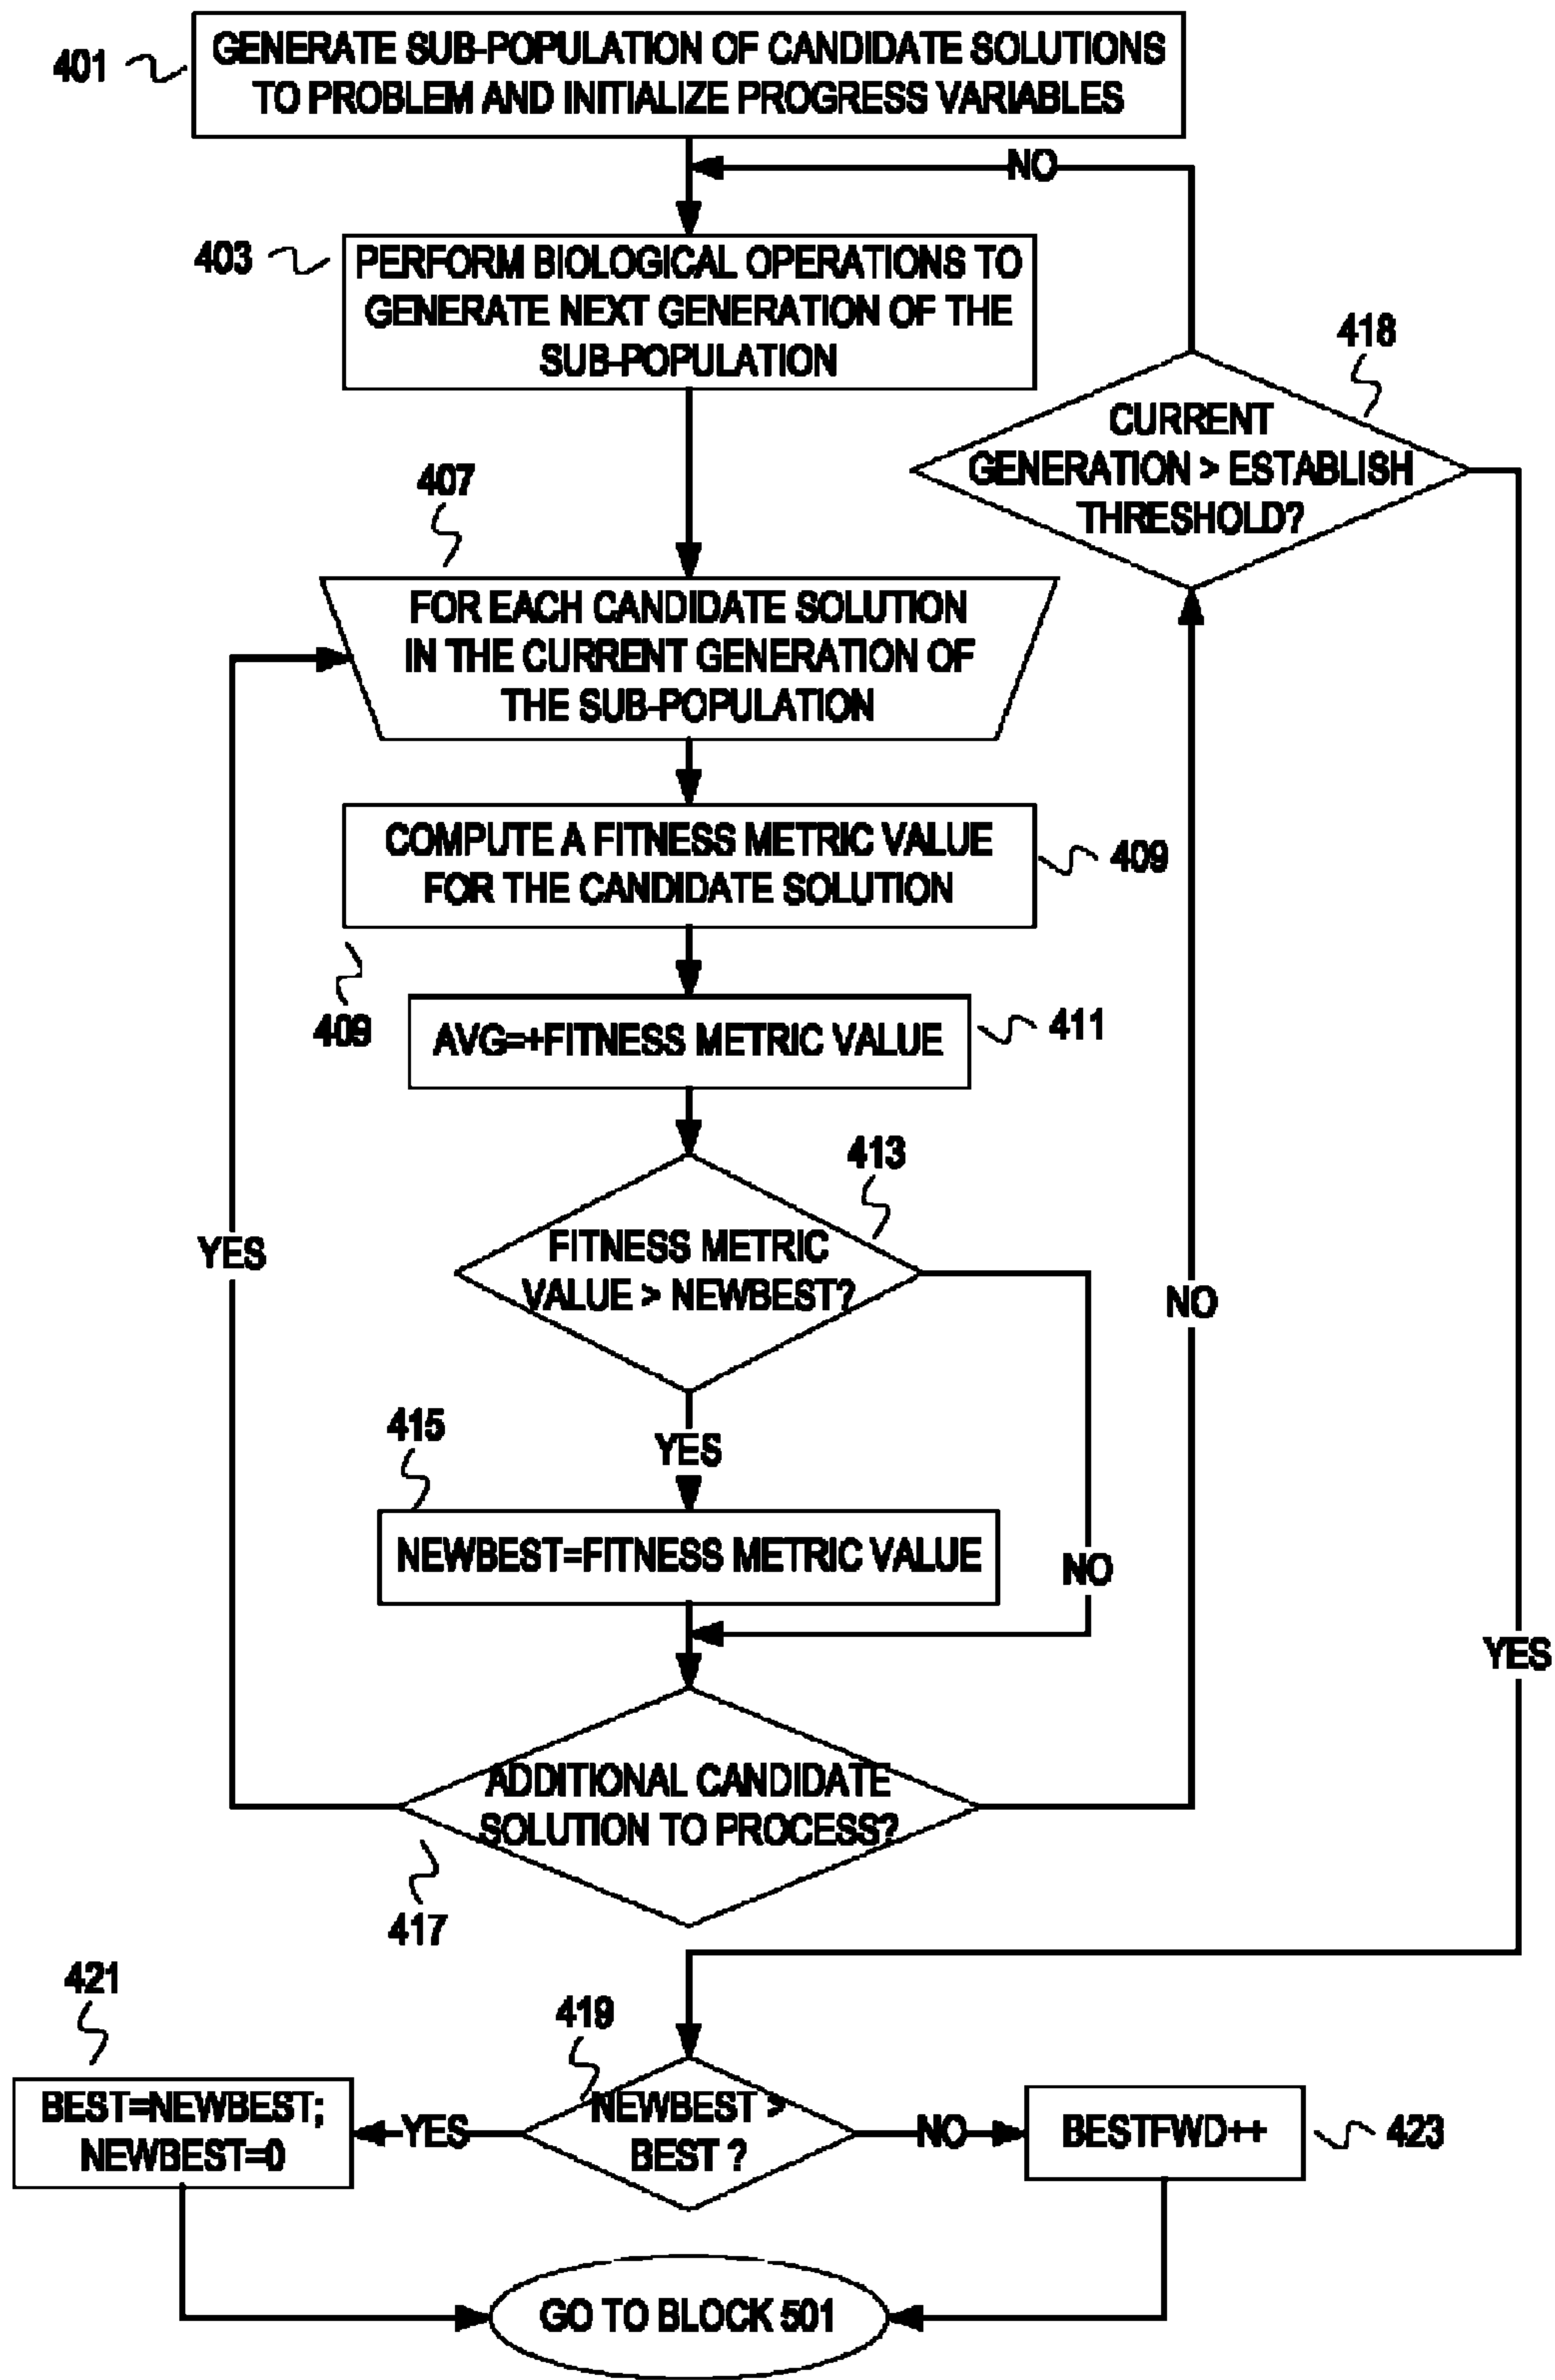 401
GENERATE SUB-POPULATION OF CANDIDATE SOLUTIONS
TO PROBLEM AND INITIALIZE PROGRESS VARIABLES
NO
403
PERFORM BIOLOGICAL OPERATIONS TO
GENERATE NEXT GENERATION OF THE
SUB-POPULATION
418
CURRENT
GENERATION > ESTABLISH
THRESHOLD?
407
FOR EACH CANDIDATE SOLUTION
IN THE CURRENT GENERATION OF
THE SUB-POPULATION
COMPUTE A FITNESS METRIC VALUE
FOR THE CANDIDATE SOLUTION
409
409
AVG=+FITNESS METRIC VALUE
411
413
FITNESS METRIC
VALUE > NEWBEST?
YES
NO
415
YES
NEWBEST=FITNESS METRIC VALUE
NO
YES
ADDITIONAL CANDIDATE
SOLUTION TO PROCESS?
417
421
419
BEST=NEWBEST;
NEWBEST=0
YES
NEWBEST >
BEST ?
NO
BESTFWD++
423
GO TO BLOCK 501